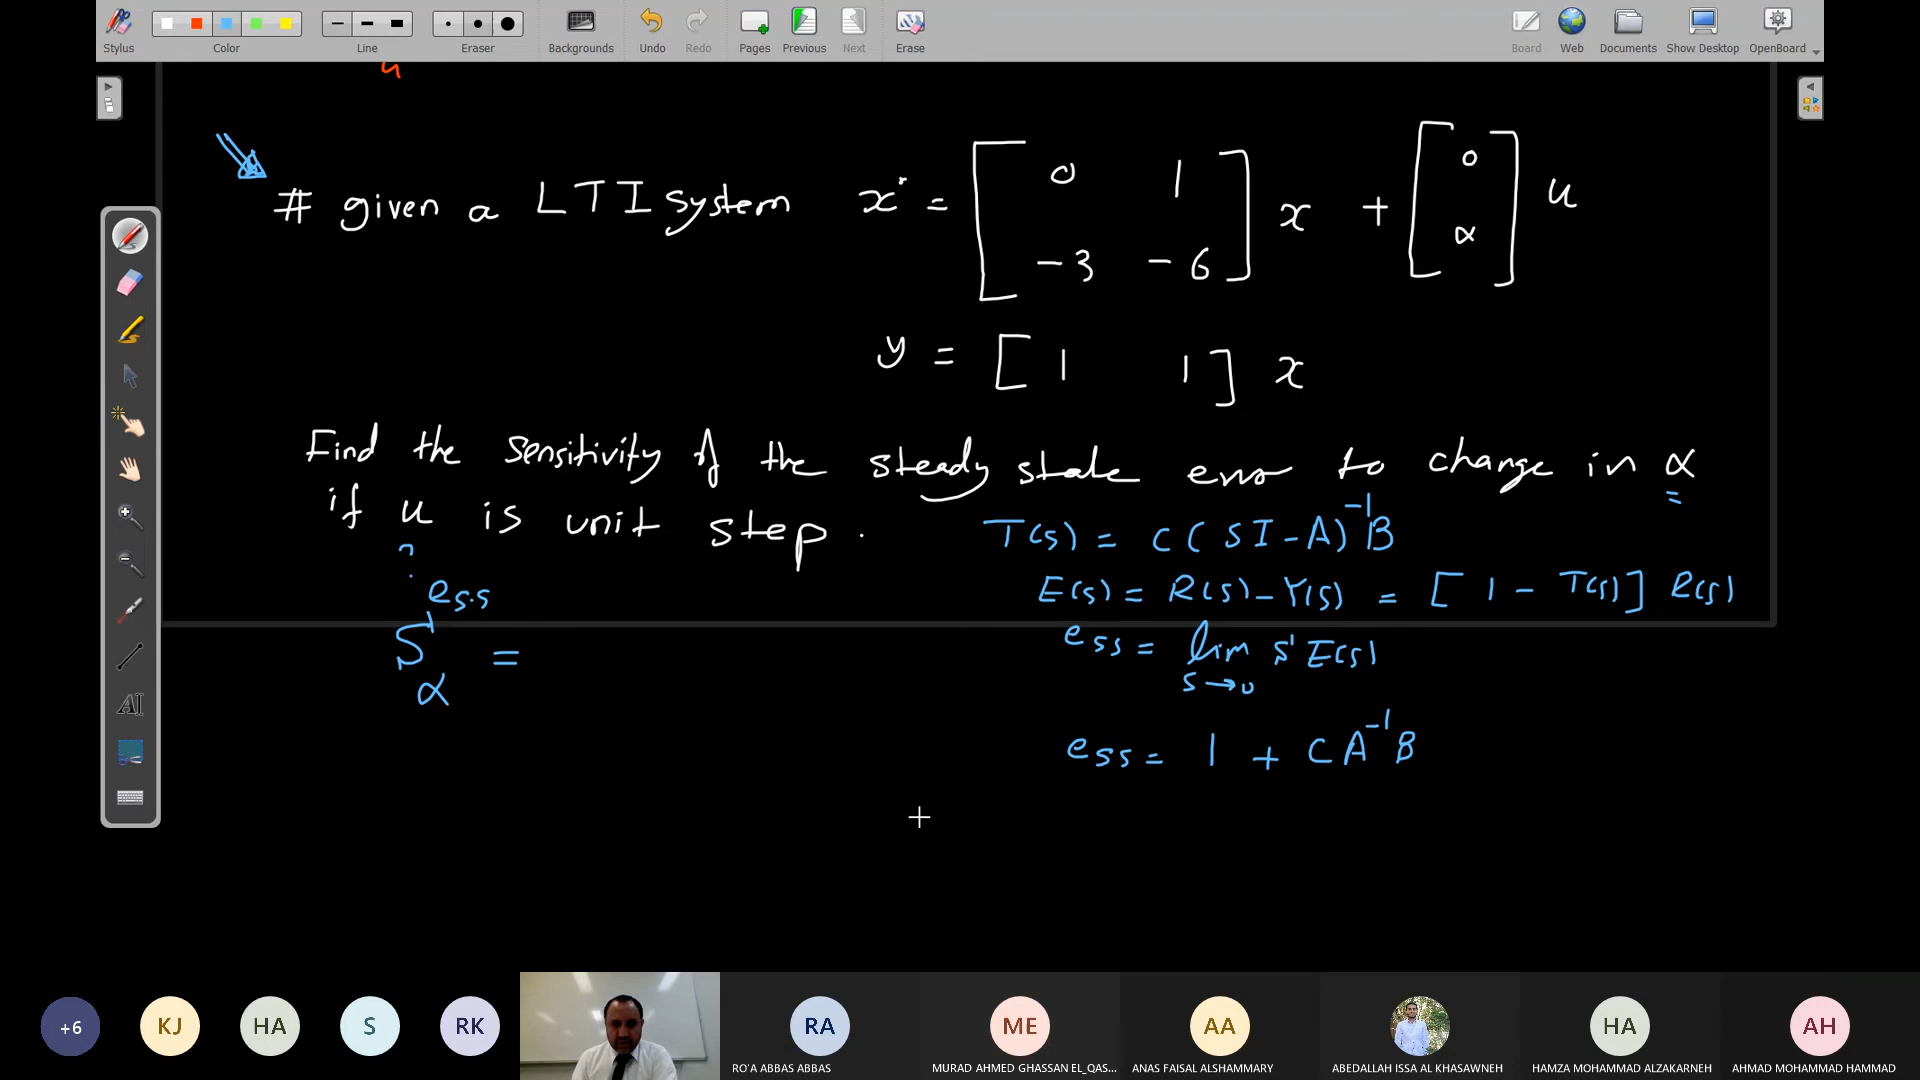 Stylus
Color
Line
Eraser
Backgrounds
Undo
Redo
Pages
Previous
Next
Erase
Board
Web
Documents
Show Desktop
OpenBoard
# given a LTI system ẋ = [ 0 1 ; -3 -6 ] x + [ 0 ; α ] u
y = [ 1 1 ] x
Find the sensitivity of the steady state error to change in α
if u is unit step.
T(s) = C(SI-A)⁻¹B
E(s) = R(s) - Y(s) = [ 1 - T(s) ] R(s)
e ss = lim s→0 S E(s)
e ss = 1 + CA⁻¹B
?
S e s.s α =
+6
KJ
HA
S
RK
RA
RO'A ABBAS ABBAS
ME
MURAD AHMED GHASSAN EL_QAS...
AA
ANAS FAISAL ALSHAMMARY
ABEDALLAH ISSA AL KHASAWNEH
HA
HAMZA MOHAMMAD ALZAKARNEH
AH
AHMAD MOHAMMAD HAMMAD